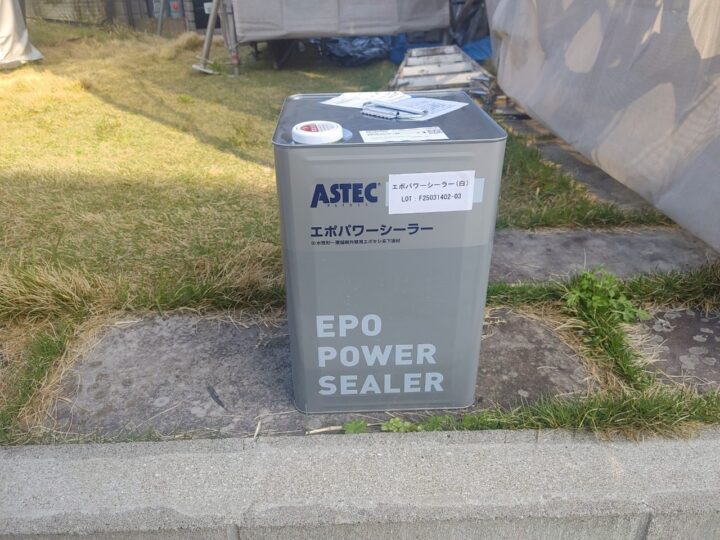 ASTEC
PAINTS
エポパワーシーラー(白)
LOT : F25031402-03
エポパワーシーラー
EPO
POWER
SEALER